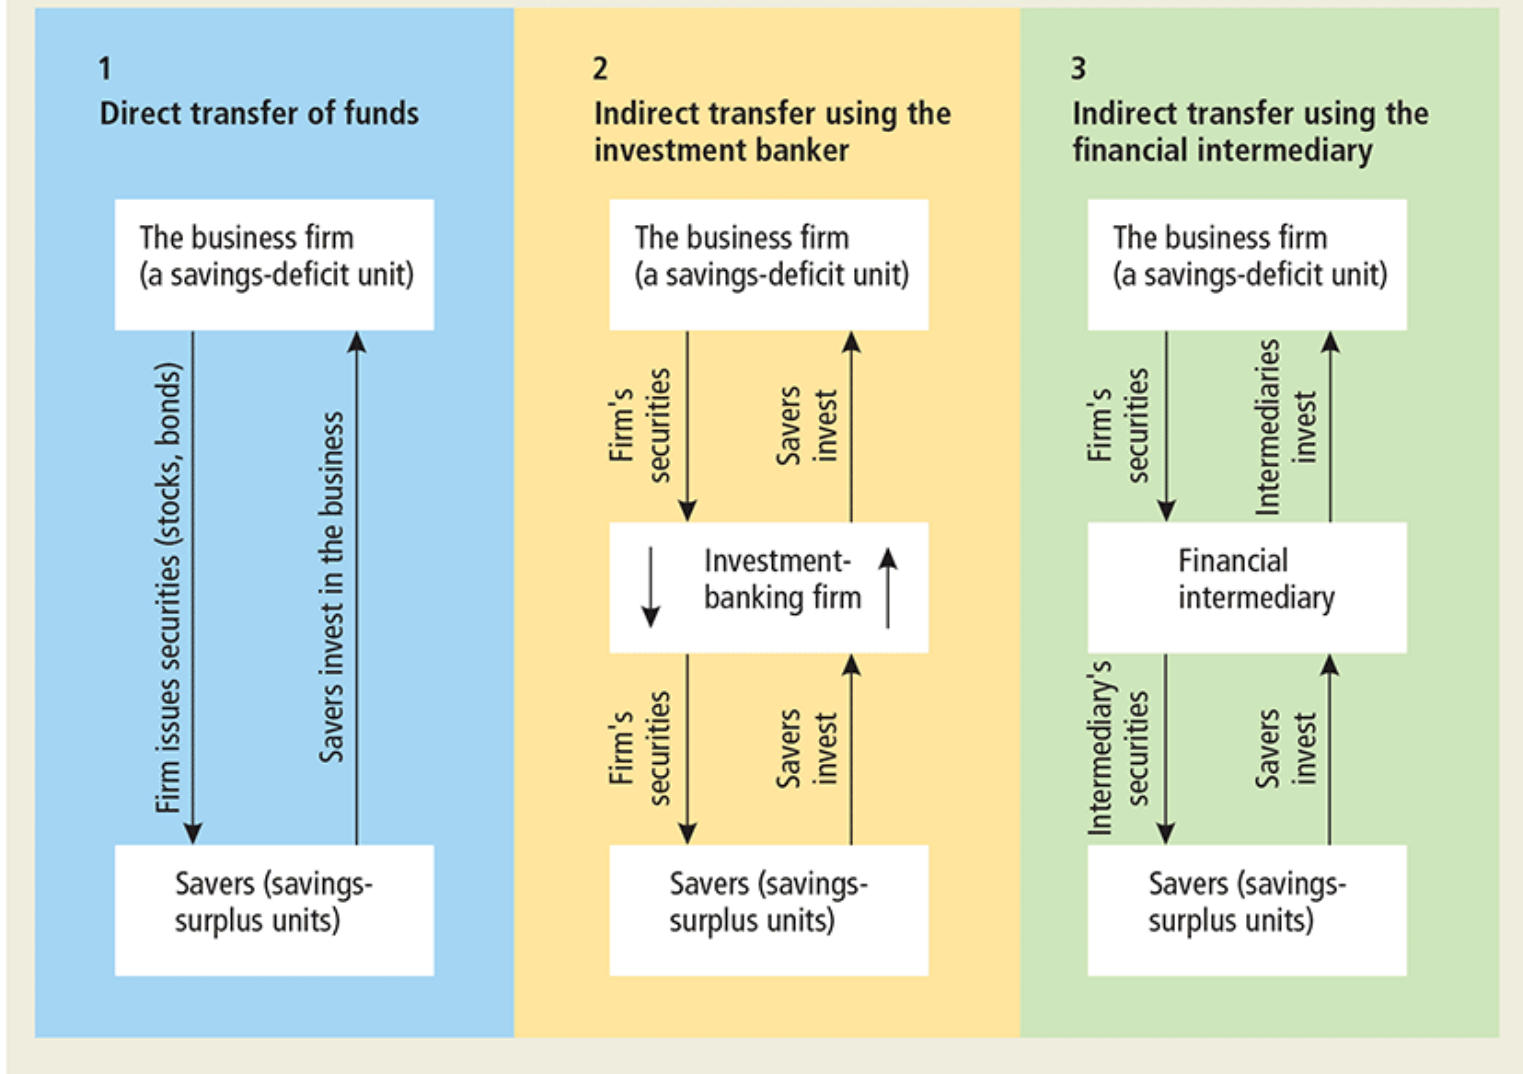 1
Direct transfer of funds
The business firm
(a savings-deficit unit)
Firm issues securities (stocks, bonds)
Savers invest in the business
Savers (savings-
surplus units)
2
Indirect transfer using the
investment banker
The business firm
(a savings-deficit unit)
Firm's
securities
Savers
invest
Investment-
banking firm
Firm's
securities
Savers
invest
Savers (savings-
surplus units)
3
Indirect transfer using the
financial intermediary
The business firm
(a savings-deficit unit)
Firm's
securities
Intermediaries
invest
Financial
intermediary
Intermediary's
securities
Savers
invest
Savers (savings-
surplus units)